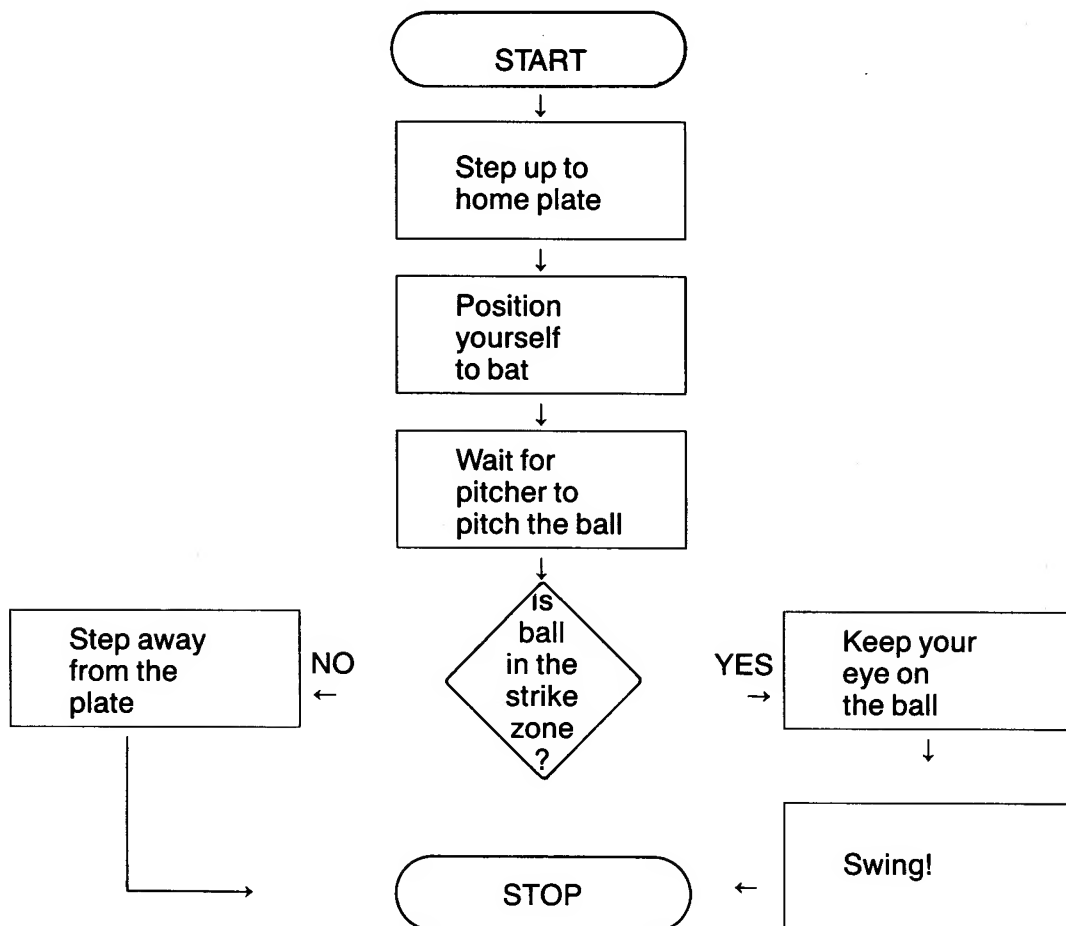 START
↓
Step up to
home plate
↓
Position
yourself
to bat
↓
Wait for
pitcher to
pitch the ball
↓
Is
ball
in the
strike
zone
?
NO
←
Step away
from the
plate
YES
→
Keep your
eye on
the ball
↓
Swing!
←
STOP